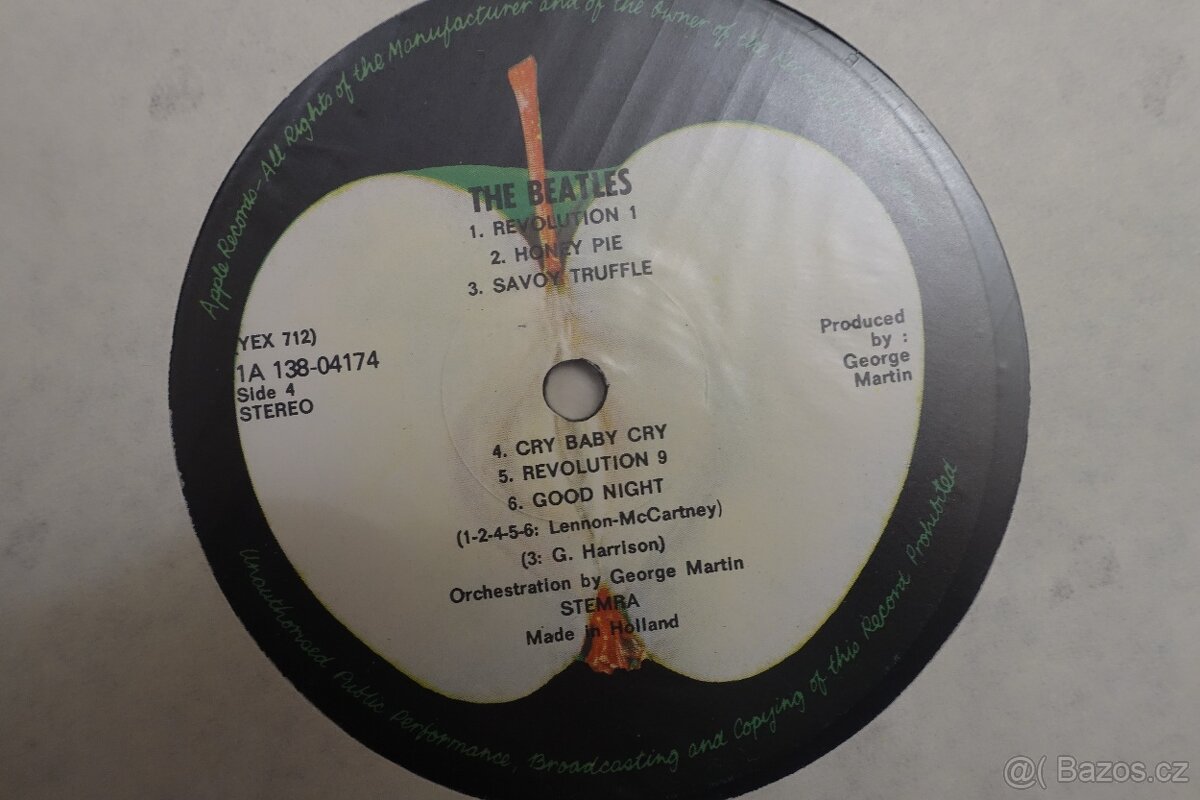 Apple Records-All Rights of the Manufacturer and of the Owner of the
THE BEATLES
1. REVOLUTION 1
2. HONEY PIE
3. SAVOY TRUFFLE
YEX 712)
1A 138-04174
Side 4
STEREO
Produced
by :
George
Martin
4. CRY BABY CRY
5. REVOLUTION 9
6. GOOD NIGHT
(1-2-4-5-6: Lennon-McCartney)
(3: G. Harrison)
Orchestration by George Martin
STEMRA
Made in Holland
Unauthorised Public Performance, Broadcasting and Copying of this Record Prohibited
@( Bazos.cz